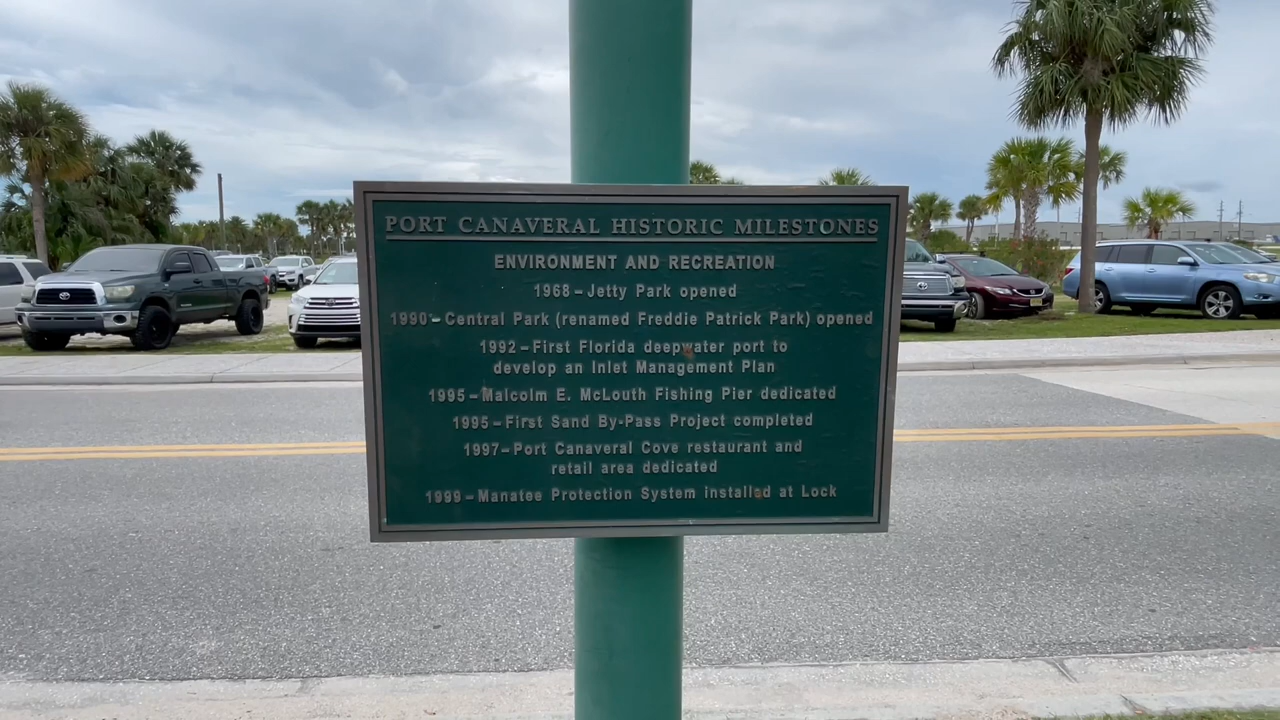 PORT CANAVERAL HISTORIC MILESTONES
ENVIRONMENT AND RECREATION
1968–Jetty Park opened
1990–Central Park (renamed Freddie Patrick Park) opened
1992–First Florida deepwater port to
develop an Inlet Management Plan
1995–Malcolm E. McLouth Fishing Pier dedicated
1995–First Sand By-Pass Project completed
1997–Port Canaveral Cove restaurant and
retail area dedicated
1999–Manatee Protection System installed at Lock